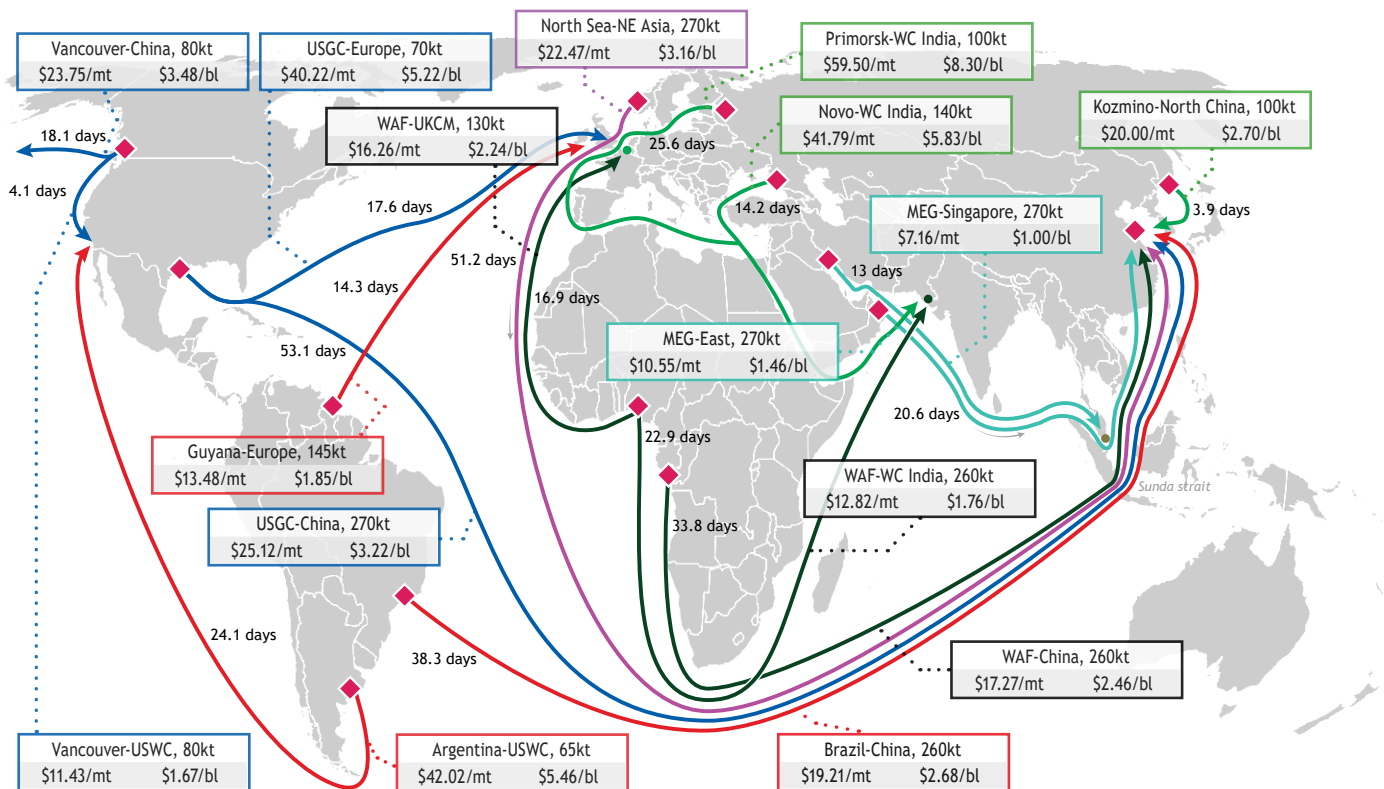 North Sea-NE Asia, 270kt
$22.47/mt $3.16/bl
Primorsk-WC India, 100kt
$59.50/mt $8.30/bl
Vancouver-China, 80kt
$23.75/mt $3.48/bl
USGC-Europe, 70kt
$40.22/mt $5.22/bl
Novo-WC India, 140kt
$41.79/mt $5.83/bl
Kozmino-North China, 100kt
$20.00/mt $2.70/bl
WAF-UKCM, 130kt
$16.26/mt $2.24/bl
18.1 days
25.6 days
4.1 days
17.6 days
14.2 days
3.9 days
MEG-Singapore, 270kt
$7.16/mt $1.00/bl
51.2 days
13 days
14.3 days
16.9 days
MEG-East, 270kt
$10.55/mt $1.46/bl
53.1 days
20.6 days
22.9 days
Guyana-Europe, 145kt
$13.48/mt $1.85/bl
WAF-WC India, 260kt
$12.82/mt $1.76/bl
Sunda strait
USGC-China, 270kt
$25.12/mt $3.22/bl
33.8 days
24.1 days
38.3 days
WAF-China, 260kt
$17.27/mt $2.46/bl
Vancouver-USWC, 80kt
$11.43/mt $1.67/bl
Argentina-USWC, 65kt
$42.02/mt $5.46/bl
Brazil-China, 260kt
$19.21/mt $2.68/bl